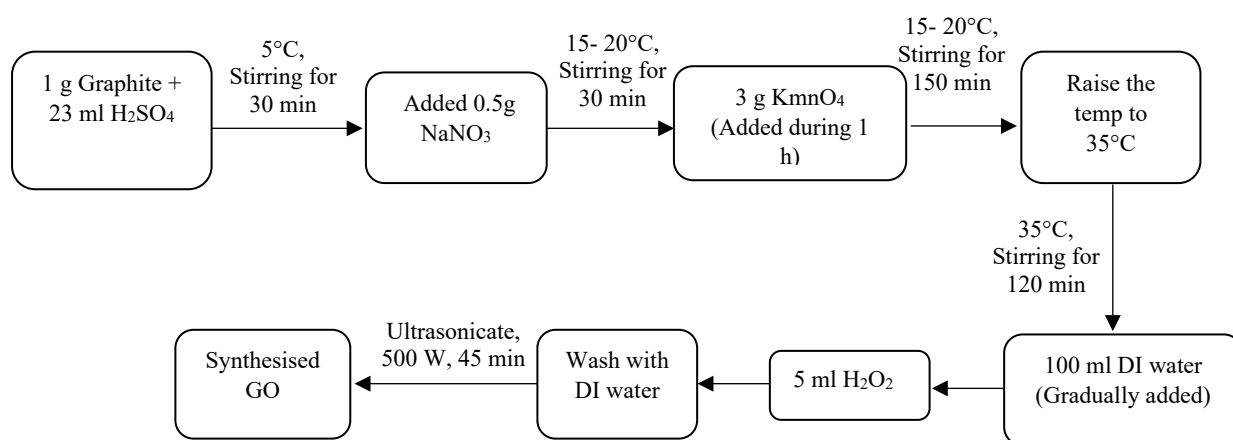 1 g Graphite +
23 ml H₂SO₄
5°C,
Stirring for
30 min
Added 0.5g
NaNO₃
15- 20°C,
Stirring for
30 min
3 g KmnO₄
(Added during 1
h)
15- 20°C,
Stirring for
150 min
Raise the
temp to
35°C
35°C,
Stirring for
120 min
100 ml DI water
(Gradually added)
5 ml H₂O₂
Wash with
DI water
Ultrasonicate,
500 W, 45 min
Synthesised
GO